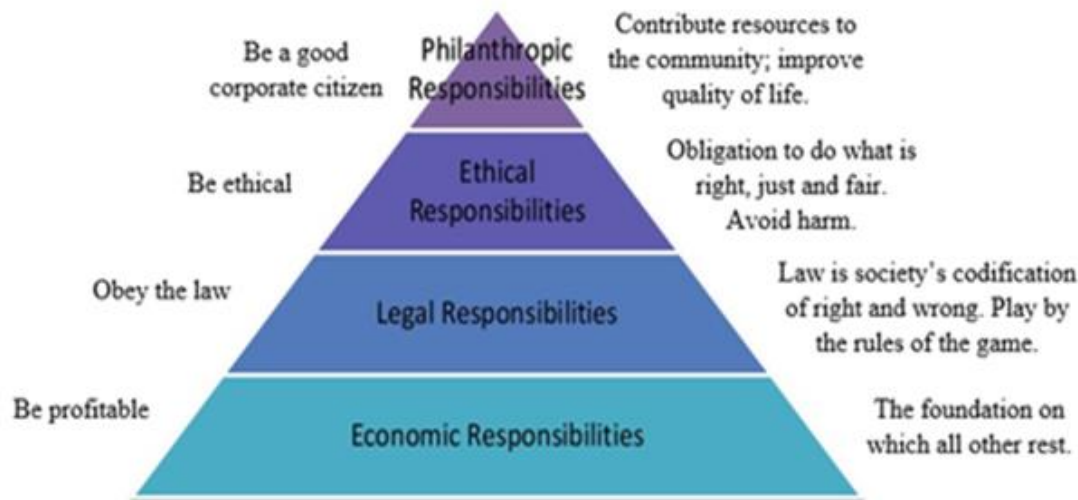 Be a good
corporate citizen
Philanthropic
Responsibilities
Contribute resources to
the community; improve
quality of life.
Be ethical
Ethical
Responsibilities
Obligation to do what is
right, just and fair.
Avoid harm.
Obey the law
Legal Responsibilities
Law is society’s codification
of right and wrong. Play by
the rules of the game.
Be profitable
Economic Responsibilities
The foundation on
which all other rest.